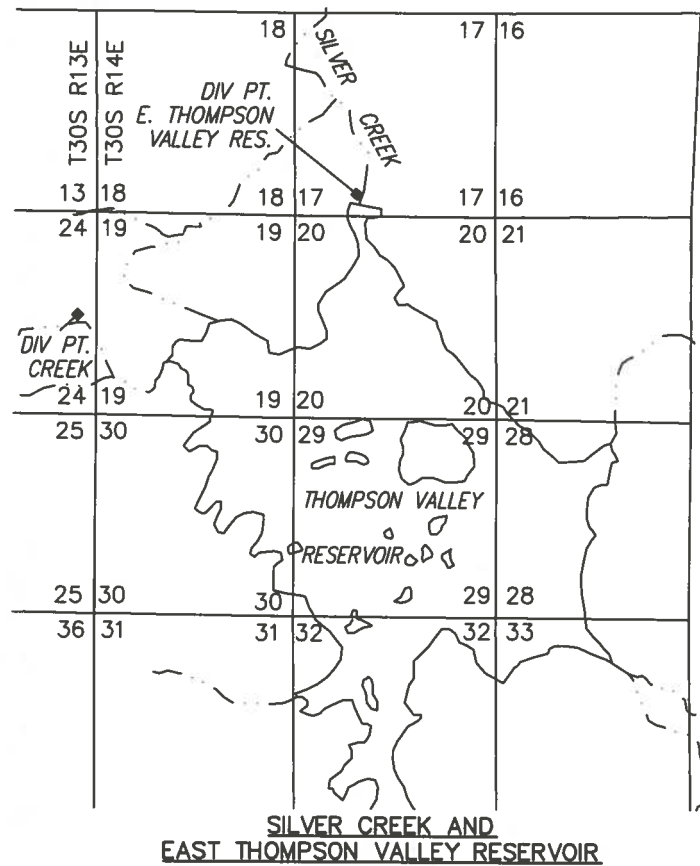 18
17 16
SILVER
CREEK
T30S R13E
T30S R14E
DIV PT.
E. THOMPSON
VALLEY RES.
13 18
18 17
17 16
24 19
19 20
20 21
DIV PT.
CREEK
24 19
19 20
20 21
25 30
30 29
29 28
THOMPSON VALLEY
RESERVOIR
25 30
30
29 28
36 31
31 32
32 33
SILVER CREEK AND
EAST THOMPSON VALLEY RESERVOIR